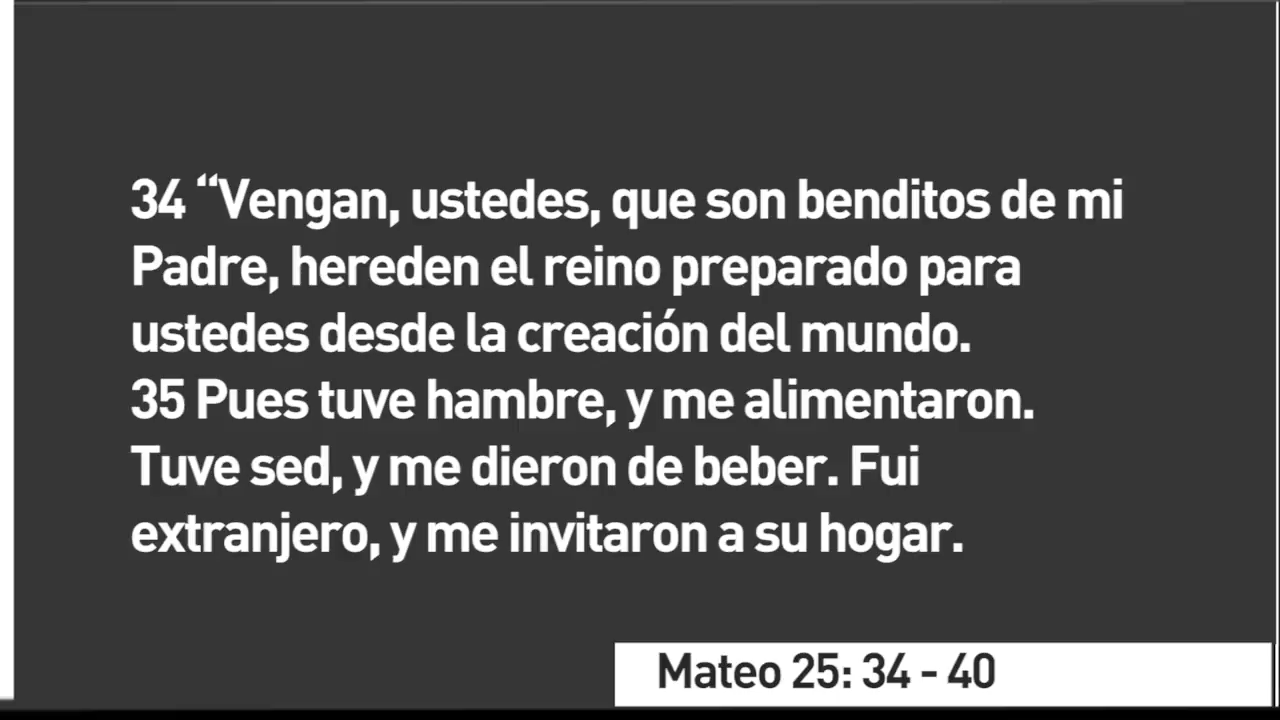 34 “Vengan, ustedes, que son benditos de mi
Padre, hereden el reino preparado para
ustedes desde la creación del mundo.
35 Pues tuve hambre, y me alimentaron.
Tuve sed, y me dieron de beber. Fui
extranjero, y me invitaron a su hogar.
Mateo 25: 34 - 40